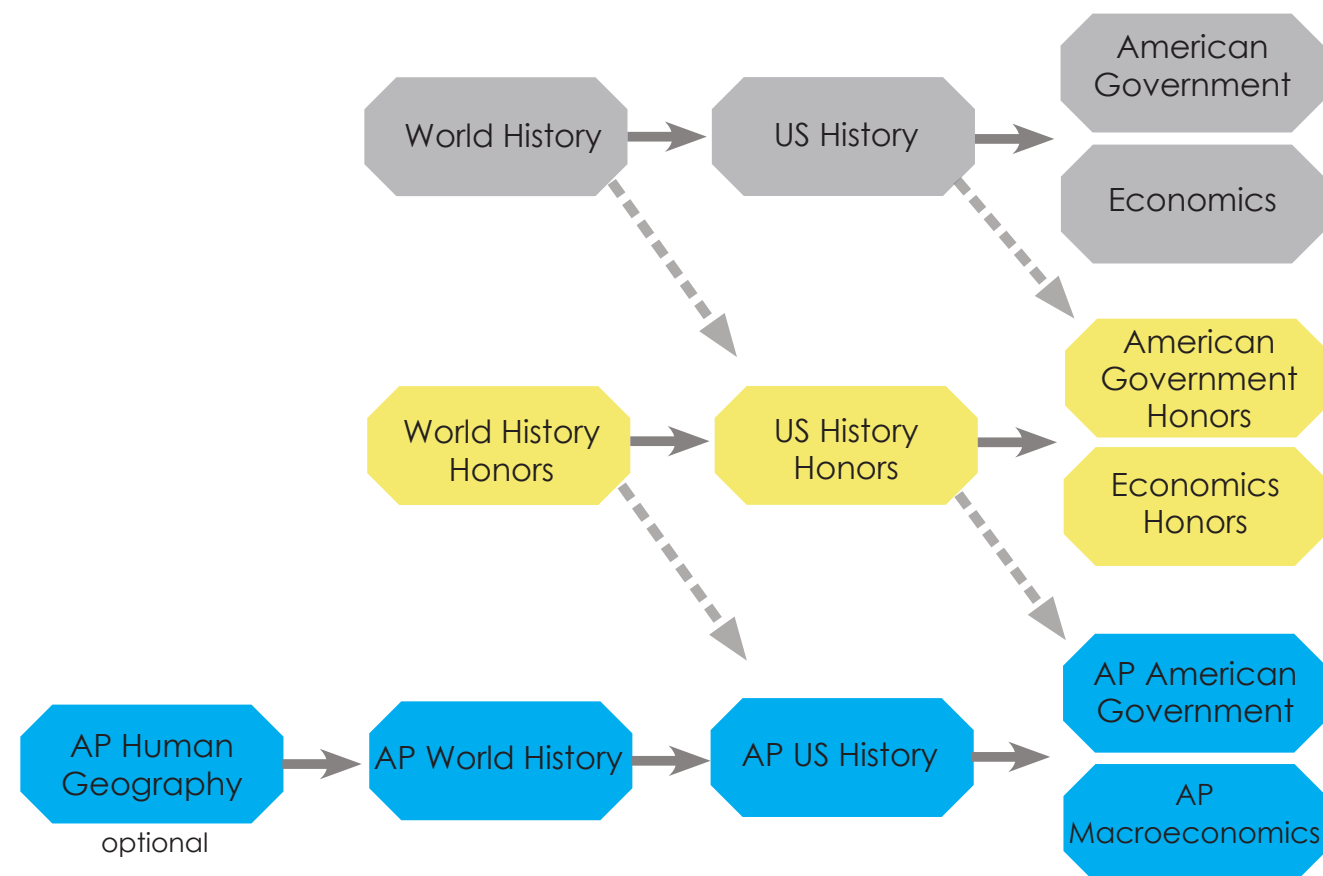 World History
US History
American
Government
Economics
World History
Honors
US History
Honors
American
Government
Honors
Economics
Honors
AP Human
Geography
optional
AP World History
AP US History
AP American
Government
AP
Macroeconomics